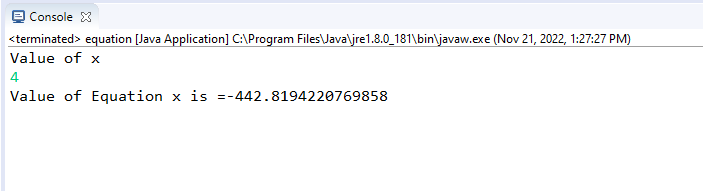 Console
<terminated> equation [Java Application] C:\Program Files\Java\jre1.8.0_181\bin\javaw.exe (Nov 21, 2022, 1:27:27 PM)
Value of x
4
Value of Equation x is =-442.8194220769858